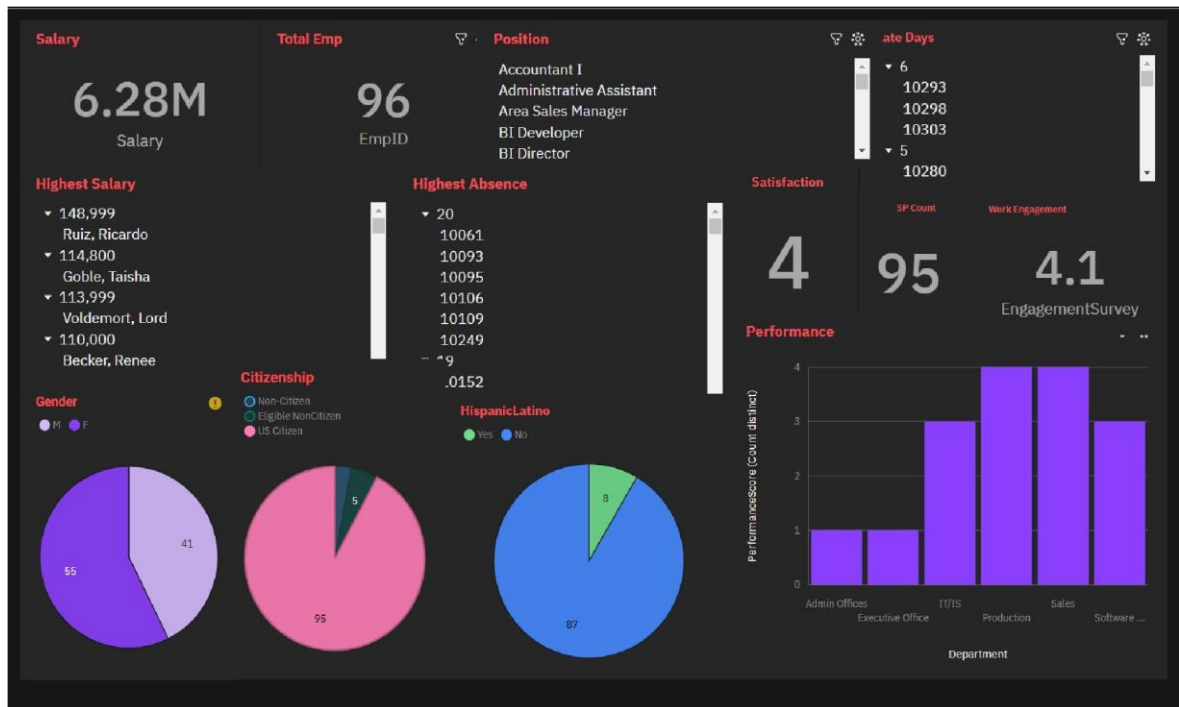 Salary
6.28M
Salary
Total Emp
96
EmpID
Position
Accountant I
Administrative Assistant
Area Sales Manager
BI Developer
BI Director
ate Days
6
10293
10298
10303
5
10280
Highest Salary
148,999
Ruiz, Ricardo
114,800
Goble, Taisha
113,999
Voldemort, Lord
110,000
Becker, Renee
Highest Absence
20
10061
10093
10095
10106
10109
10249
19
.0152
Satisfaction
4
SP Count
95
Work Engagement
4.1
EngagementSurvey
Gender
M F
41
55
Citizenship
Non-Citizen
Eligible NonCitizen
US Citizen
5
95
HispanicLatino
Yes No
8
87
Performance
PerformanceScore (Count distinct)
4
3
2
1
0
Admin Offices
Executive Office
IT/IS
Production
Sales
Software ...
Department